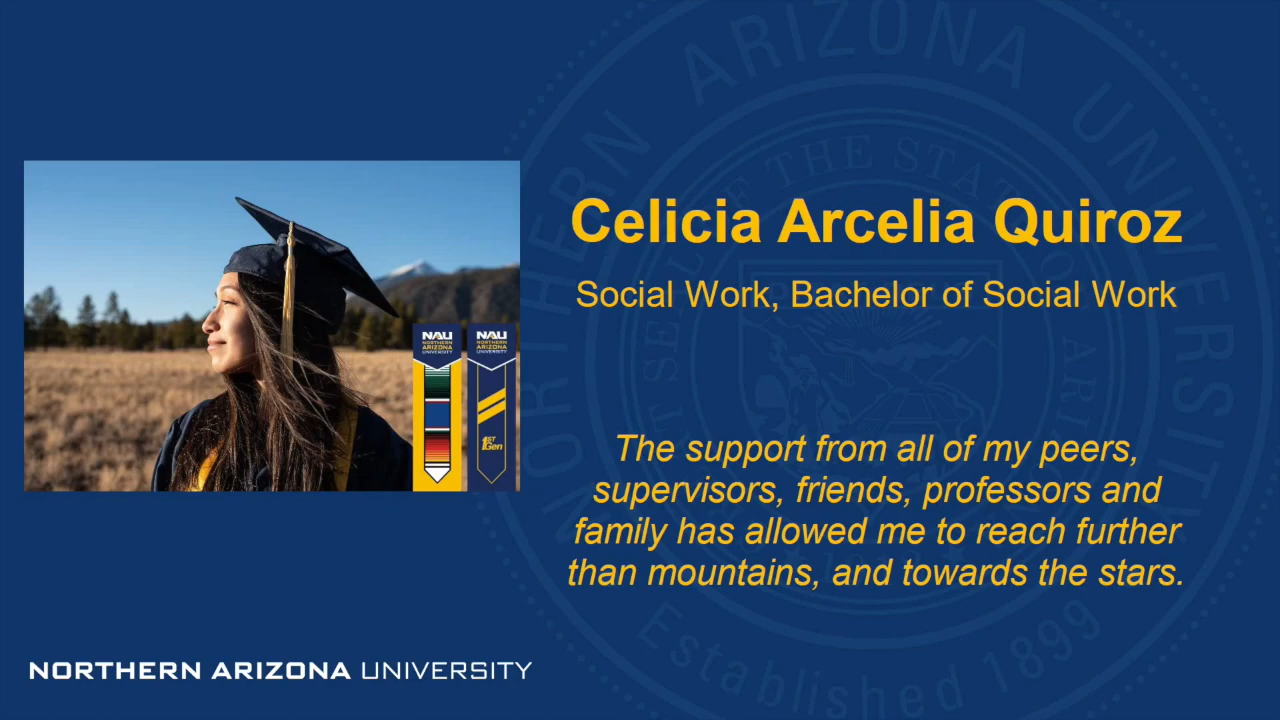 Celicia Arcelia Quiroz
Social Work, Bachelor of Social Work
The support from all of my peers,
supervisors, friends, professors and
family has allowed me to reach further
than mountains, and towards the stars.
NAU
NORTHERN
ARIZONA
UNIVERSITY
NAU
NORTHERN
ARIZONA
UNIVERSITY
1ST
Gen
NORTHERN ARIZONA UNIVERSITY
NORTHERN ARIZONA UNIVERSITY
Established 1899